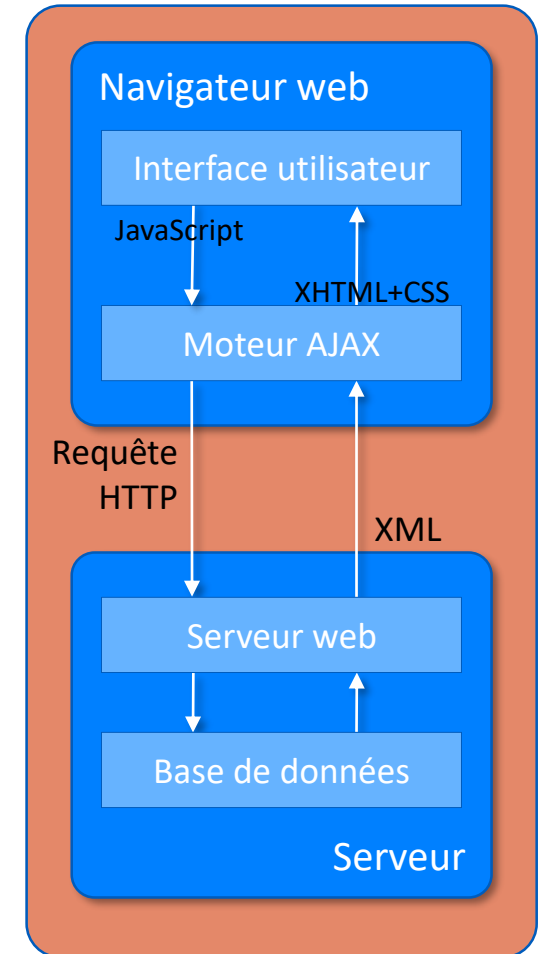 Navigateur web
Interface utilisateur
JavaScript
XHTML+CSS
Moteur AJAX
Requête
HTTP
XML
Serveur web
Base de données
Serveur